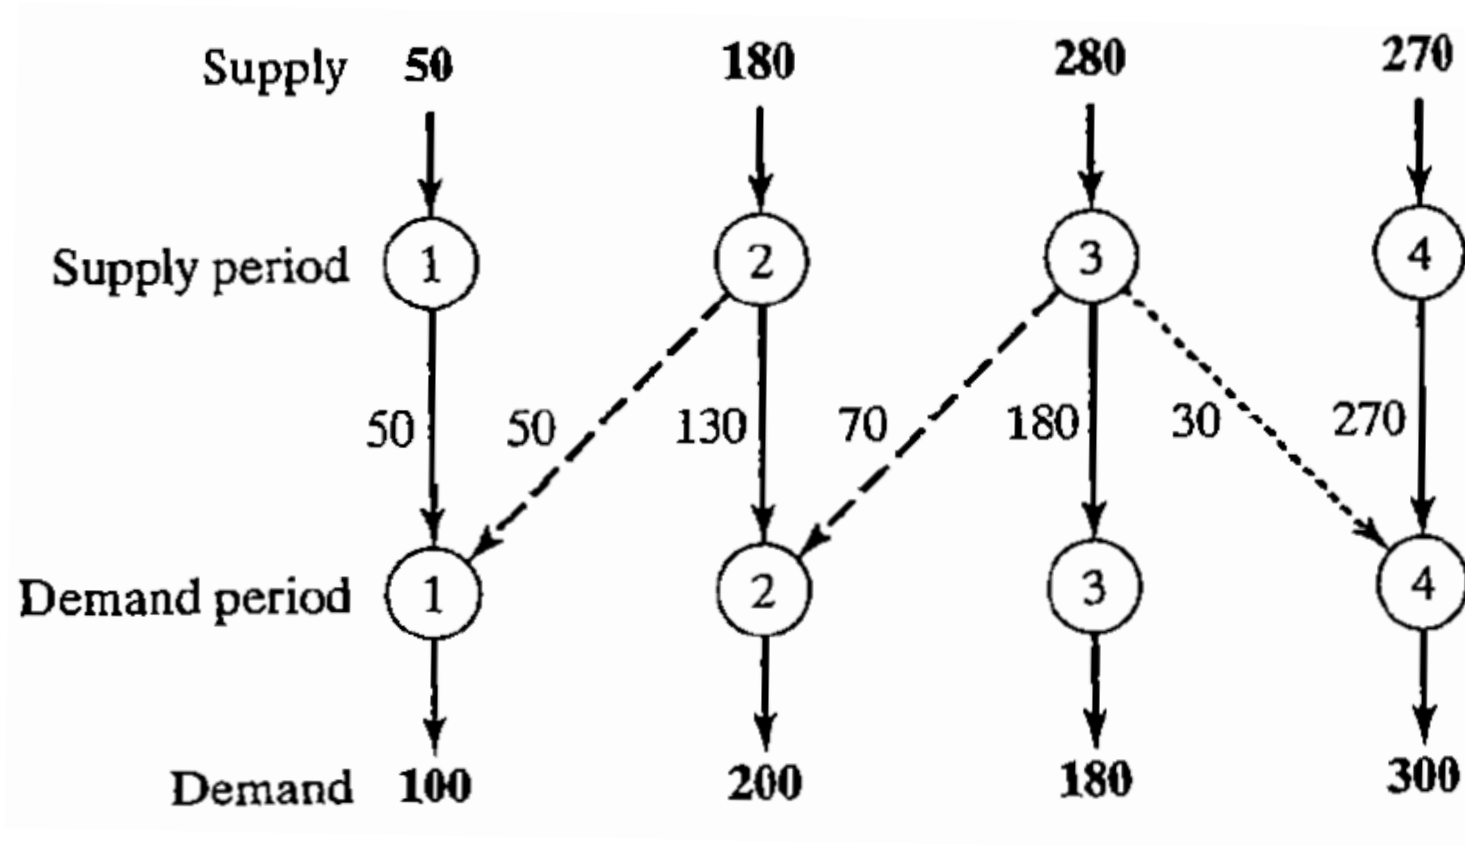 Supply 50 180 280 270
Supply period 1 2 3 4
50 50 130 70 180 30 270
Demand period 1 2 3 4
Demand 100 200 180 300